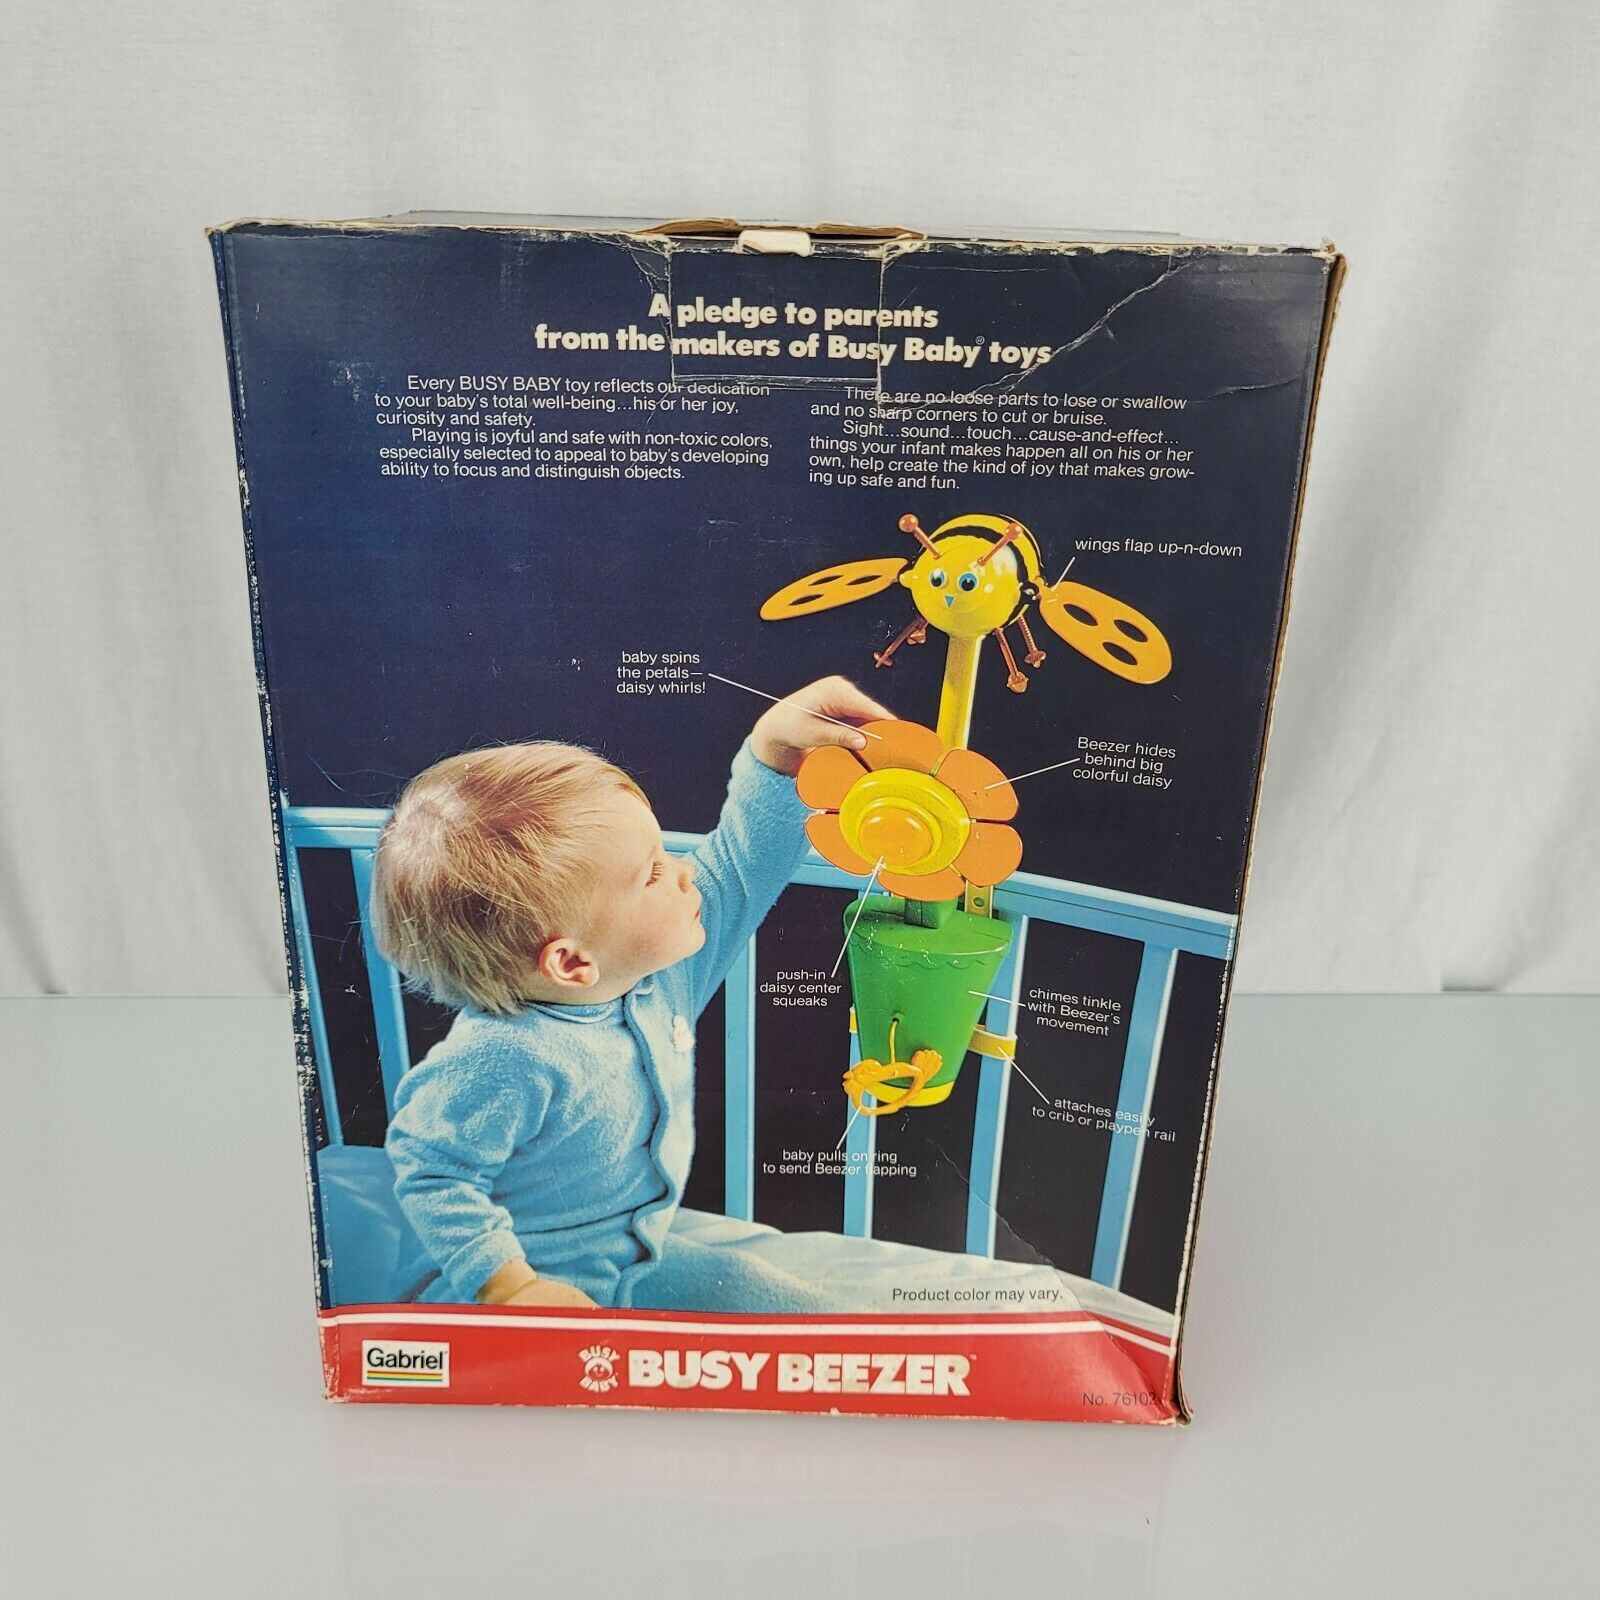 A pledge to parents
from the makers of Busy Baby® toys
Every BUSY BABY toy reflects our dedication
to your baby's total well-being...his or her joy,
curiosity and safety.
Playing is joyful and safe with non-toxic colors,
especially selected to appeal to baby's developing
ability to focus and distinguish objects.
There are no loose parts to lose or swallow
and no sharp corners to cut or bruise.
Sight...sound...touch...cause-and-effect...
things your infant makes happen all on his or her
own, help create the kind of joy that makes grow-
ing up safe and fun.
wings flap up-n-down
baby spins
the petals—
daisy whirls!
Beezer hides
behind big
colorful daisy
push-in
daisy center
squeaks
chimes tinkle
with Beezer's
movement
attaches easily
to crib or playpen rail
baby pulls on ring
to send Beezer flapping
Product color may vary.
Gabriel
BUSY
BABY
BUSY BEEZER™
No. 76102